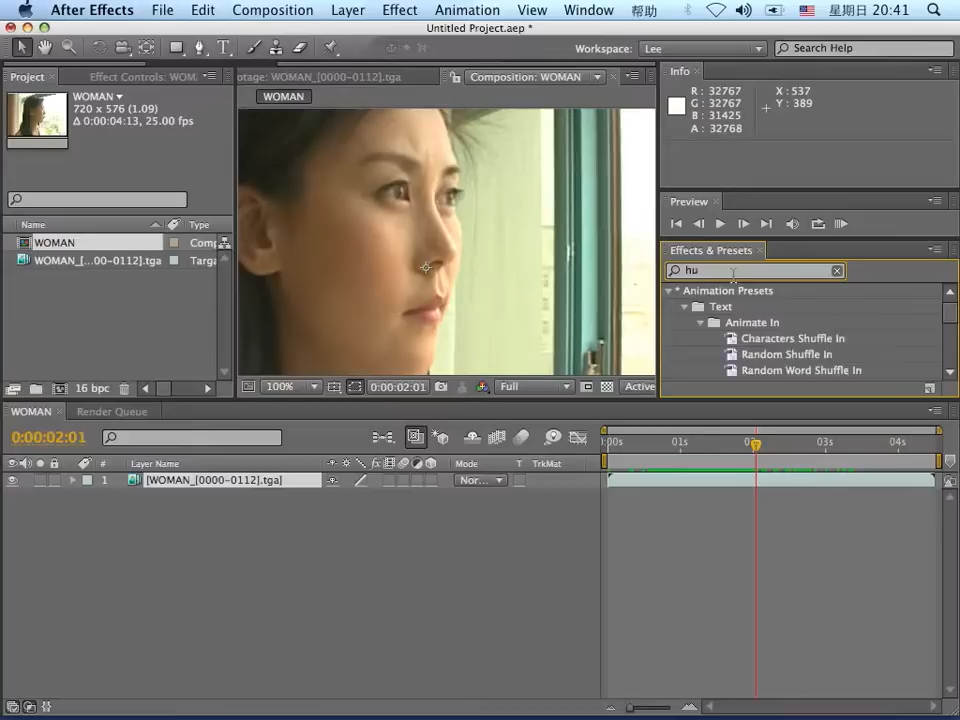 After Effects File Edit Composition Layer Effect Animation View Window 帮助 星期日 20:41
Untitled Project.aep *
T Workspace: Lee Search Help
Project × Effect Controls: WOM. otage: WOMAN_[0000-0112].tga Composition: WOMAN Info ×
WOMAN▼
720 x 576 (1.09)
Δ 0:00:04:13, 25.00 fps
WOMAN
R : 32767
G : 32767
B : 31425
A : 32768
X : 537
Y : 389
Preview ×
Name Type
WOMAN Comp
WOMAN_[...00-0112].tga Targa
Effects & Presets ×
hu
* Animation Presets
Text
Animate In
Characters Shuffle In
Random Shuffle In
Random Word Shuffle In
16 bpc
100% 0:00:02:01 Full Active
WOMAN × Render Queue
0:00:02:01
:00s 01s 03s 04s
# Layer Name fx Mode T TrkMat
1 [WOMAN_[0000-0112].tga] Nor...